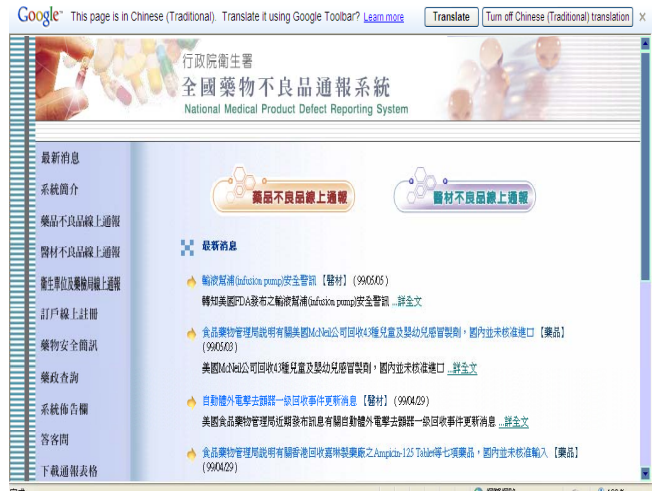 Google™ This page is in Chinese (Traditional). Translate it using Google Toolbar? Learn more Translate Turn off Chinese (Traditional) translation ×
行政院衛生署
全國藥物不良品通報系統
National Medical Product Defect Reporting System
最新消息
系統簡介
藥品不良品線上通報
醫材不良品線上通報
衛生單位及藥檢局線上通報
訂戶線上註冊
藥物安全簡訊
藥政查詢
系統佈告欄
答客問
下載通報表格
藥品不良品線上通報
醫材不良品線上通報
最新消息
輸液幫浦(infusion pump)安全警訊 【醫材】 (99/05/05)
轉知美國FDA發布之輸液幫浦(infusion pump)安全警訊 ...詳全文
食品藥物管理局説明有關美國McNeil公司回收43種兒童及嬰幼兒感冒製劑，國內並未核准進口 【藥品】
(99/05/03)
美國McNeil公司回收43種兒童及嬰幼兒感冒製劑，國內並未核准進口 ...詳全文
自動體外電擊去顫器一級回收事件更新消息 【醫材】 (99/04/29)
美國食品藥物管理局近期發布訊息有關自動體外電擊去顫器一級回收事件更新消息 ...詳全文
食品藥物管理局説明有關香港回收嘉琳製藥廠之Ampicin-125 Tablet等七項藥品，國內並未核准輸入 【藥品】
(99/04/29)